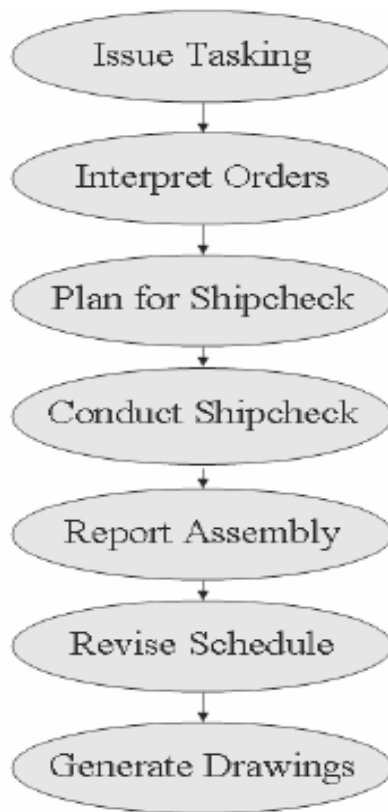 Issue Tasking
Interpret Orders
Plan for Shipcheck
Conduct Shipcheck
Report Assembly
Revise Schedule
Generate Drawings